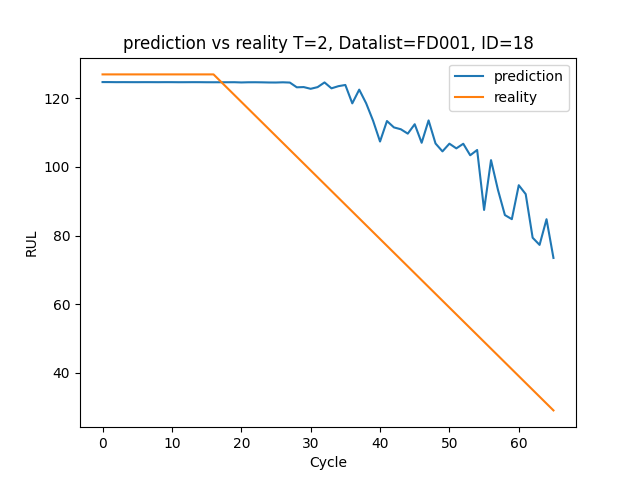 prediction vs reality T=2, Datalist=FD001, ID=18
prediction
reality
RUL
120
100
80
60
40
0 10 20 30 40 50 60
Cycle